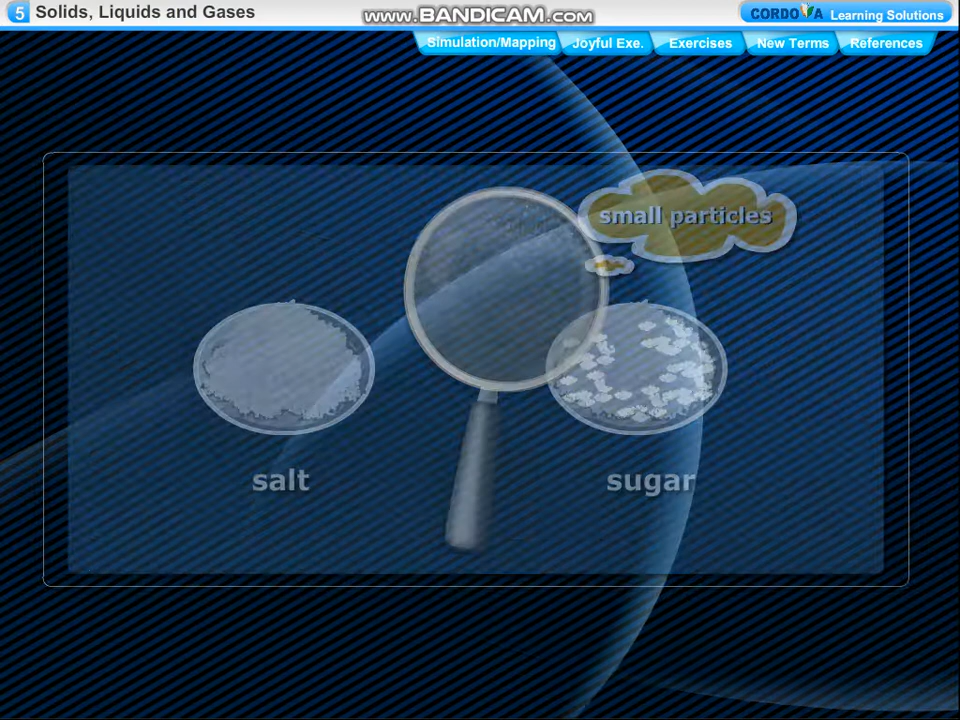 5 Solids, Liquids and Gases
www.BANDICAM.com
CORDOVA Learning Solutions
Simulation/Mapping
Joyful Exe.
Exercises
New Terms
References
small particles
salt
sugar